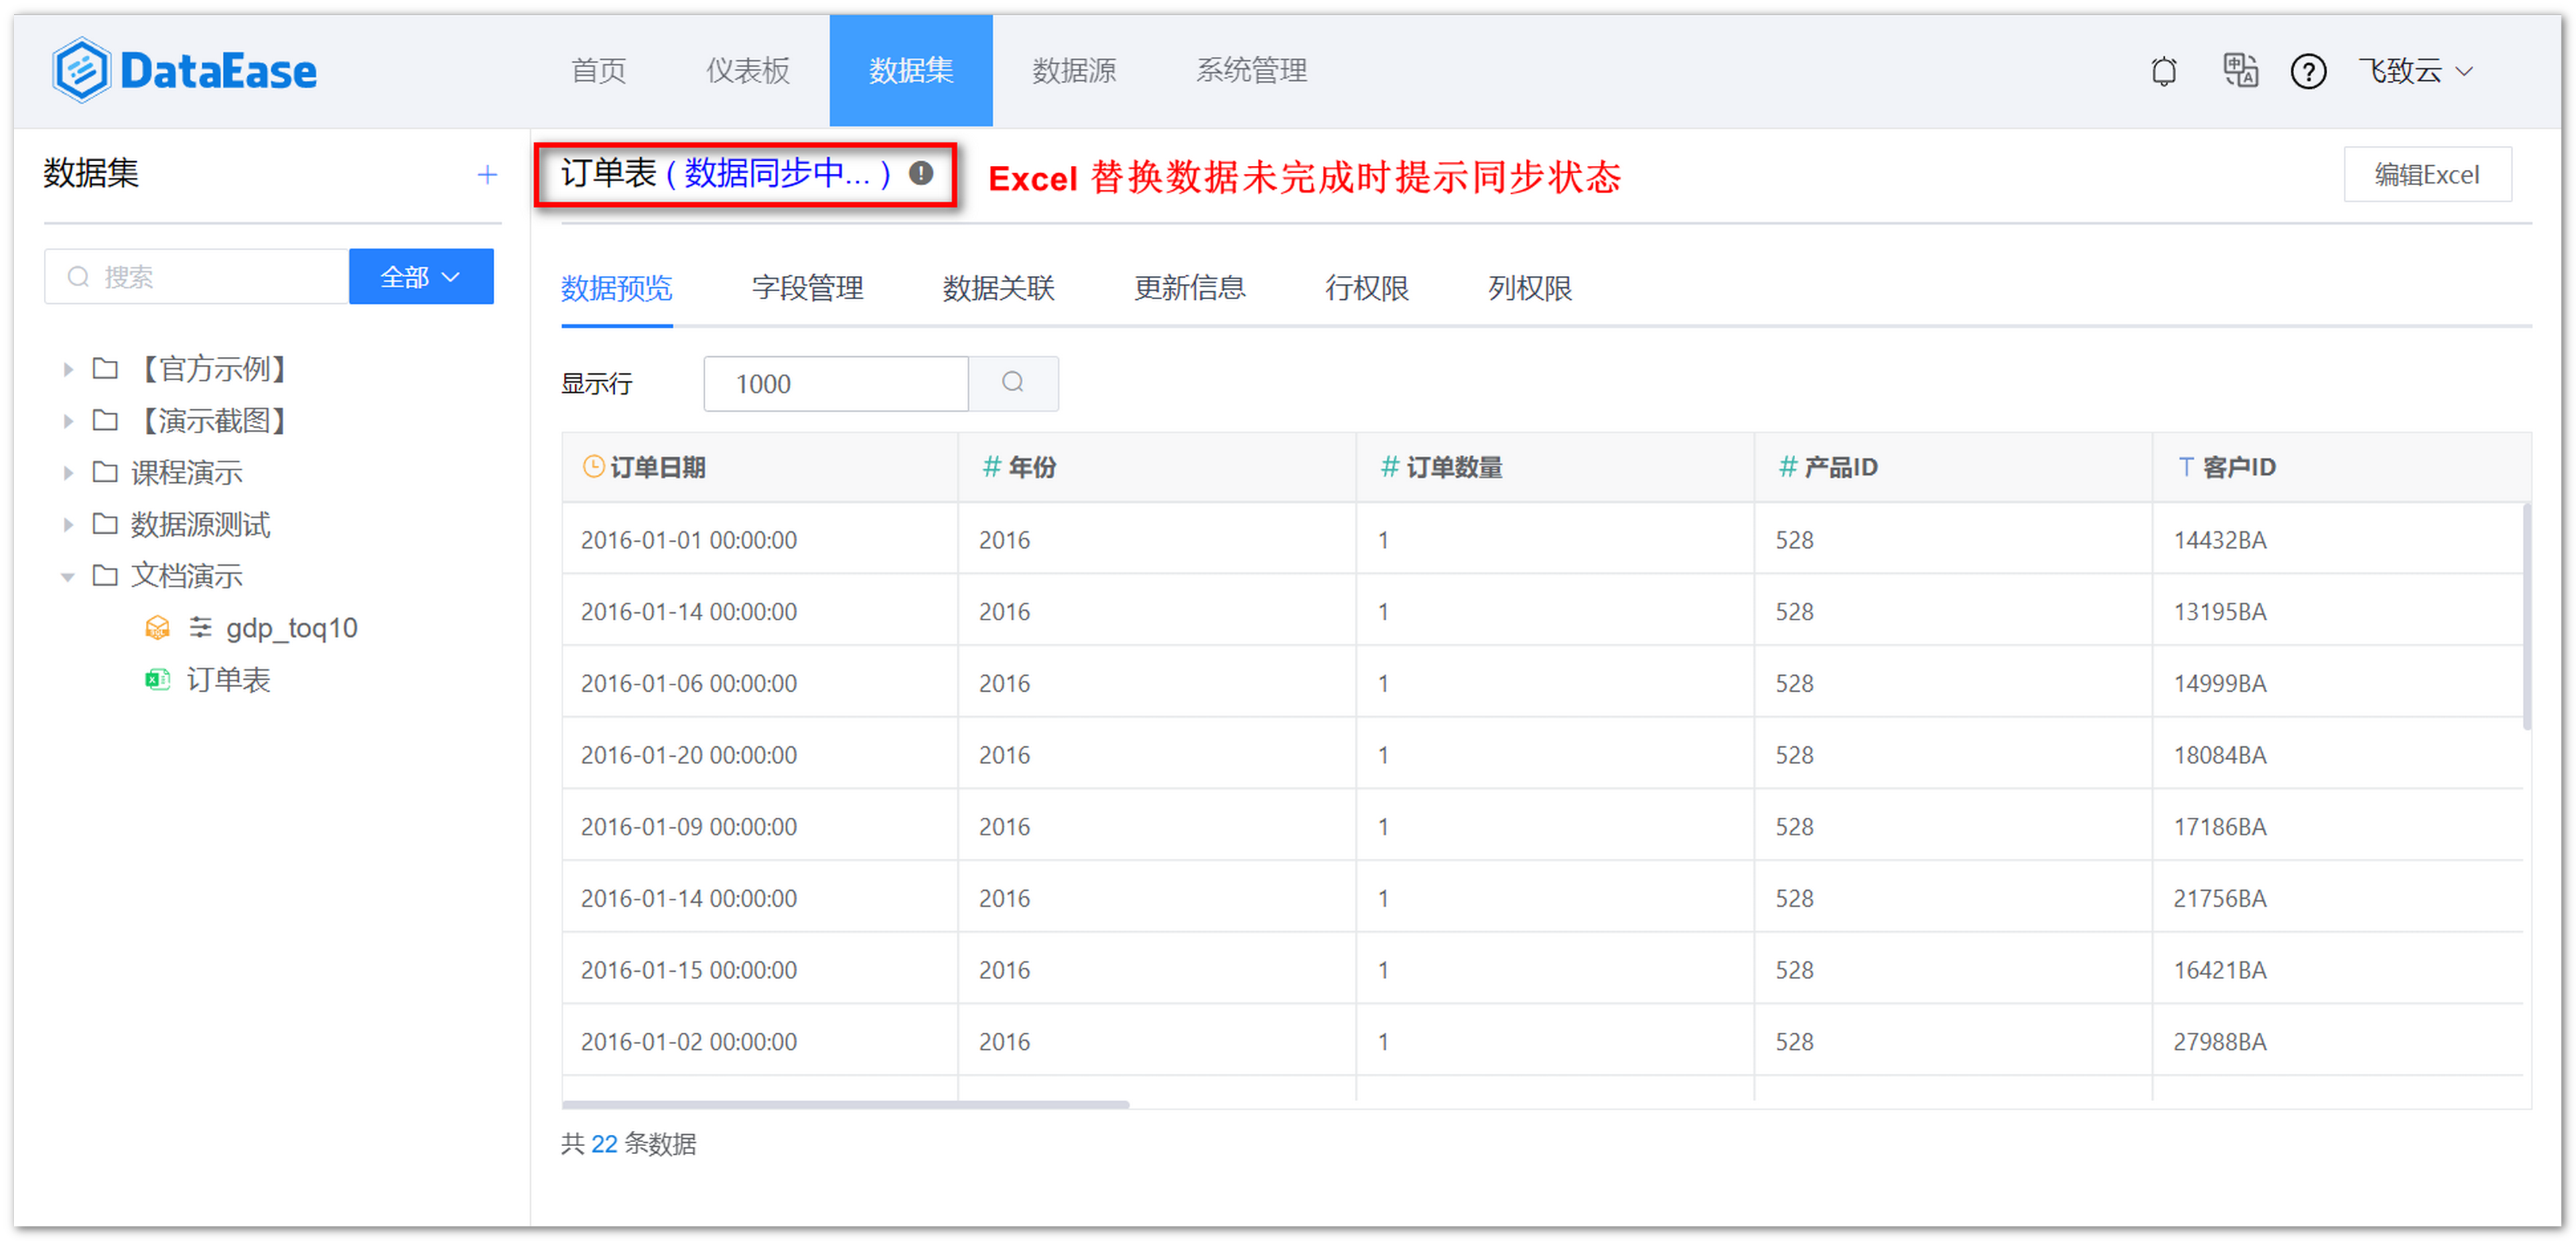 DataEase 首页 仪表板 数据集 数据源 系统管理 飞致云
数据集
搜索 全部
【官方示例】
【演示截图】
课程演示
数据源测试
文档演示
gdp_toq10
订单表
订单表 ( 数据同步中... ) Excel 替换数据未完成时提示同步状态 编辑Excel
数据预览 字段管理 数据关联 更新信息 行权限 列权限
显示行 1000
订单日期 # 年份 # 订单数量 # 产品ID T 客户ID
2016-01-01 00:00:00 2016 1 528 14432BA
2016-01-14 00:00:00 2016 1 528 13195BA
2016-01-06 00:00:00 2016 1 528 14999BA
2016-01-20 00:00:00 2016 1 528 18084BA
2016-01-09 00:00:00 2016 1 528 17186BA
2016-01-14 00:00:00 2016 1 528 21756BA
2016-01-15 00:00:00 2016 1 528 16421BA
2016-01-02 00:00:00 2016 1 528 27988BA
共 22 条数据